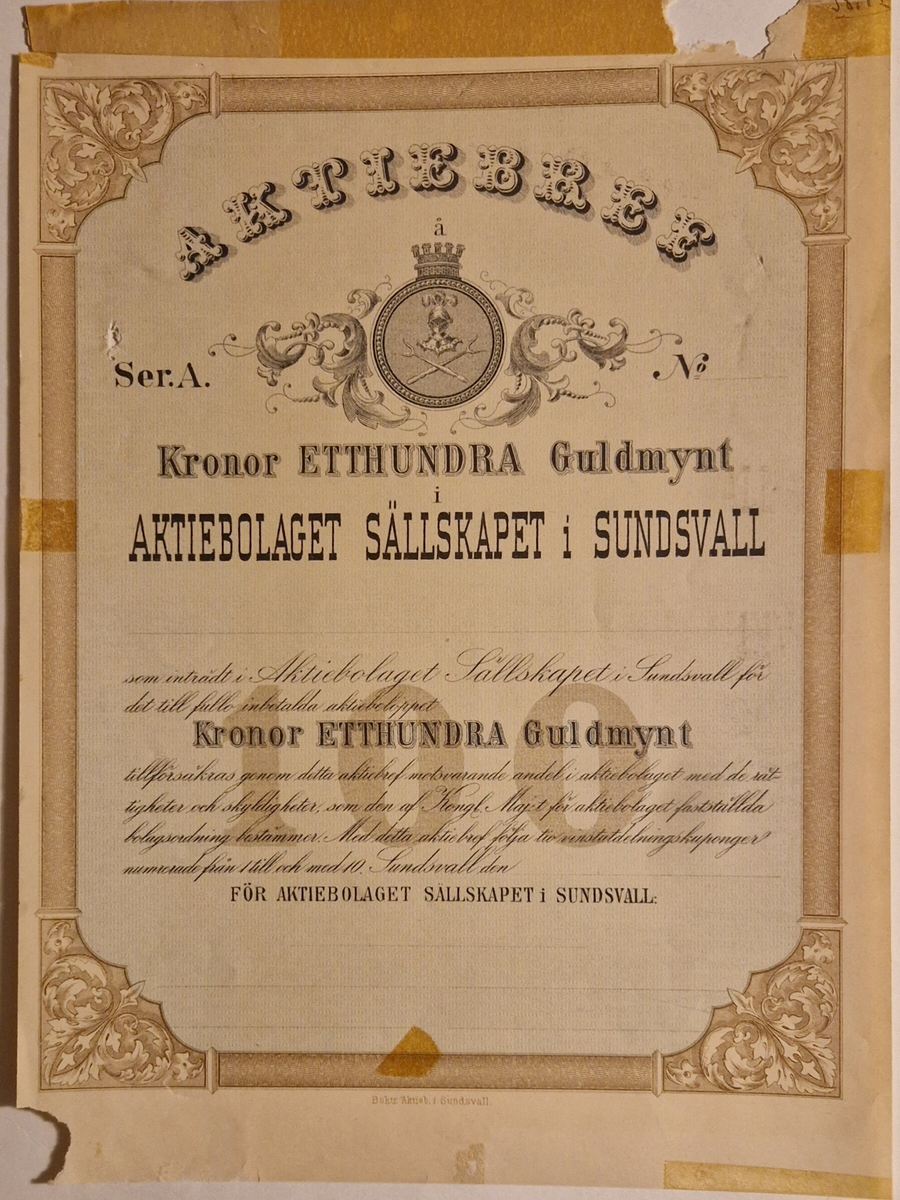 AKTIEBREF
å
Ser. A.
No
Kronor ETTHUNDRA Guldmynt
i
AKTIEBOLAGET SÄLLSKAPET i SUNDSVALL
100
som inträdt i Aktiebolaget Sällskapet i Sundsvall för
det till fullo inbetalda aktiebeloppet
Kronor ETTHUNDRA Guldmynt
tillförsäkras genom detta aktiebref motsvarande andel i aktiebolaget med de rät-
tigheter och skyldigheter, som den af Kongl. Maj:t för aktiebolaget fastställda
bolagsordning bestämmer. Med detta aktiebref följa tio vinstutdelningskuponger
numrerade från 1 till och med 10. Sundsvall den
FÖR AKTIEBOLAGET SÄLLSKAPET i SUNDSVALL:
Boktr. Aktieb. i Sundsvall.